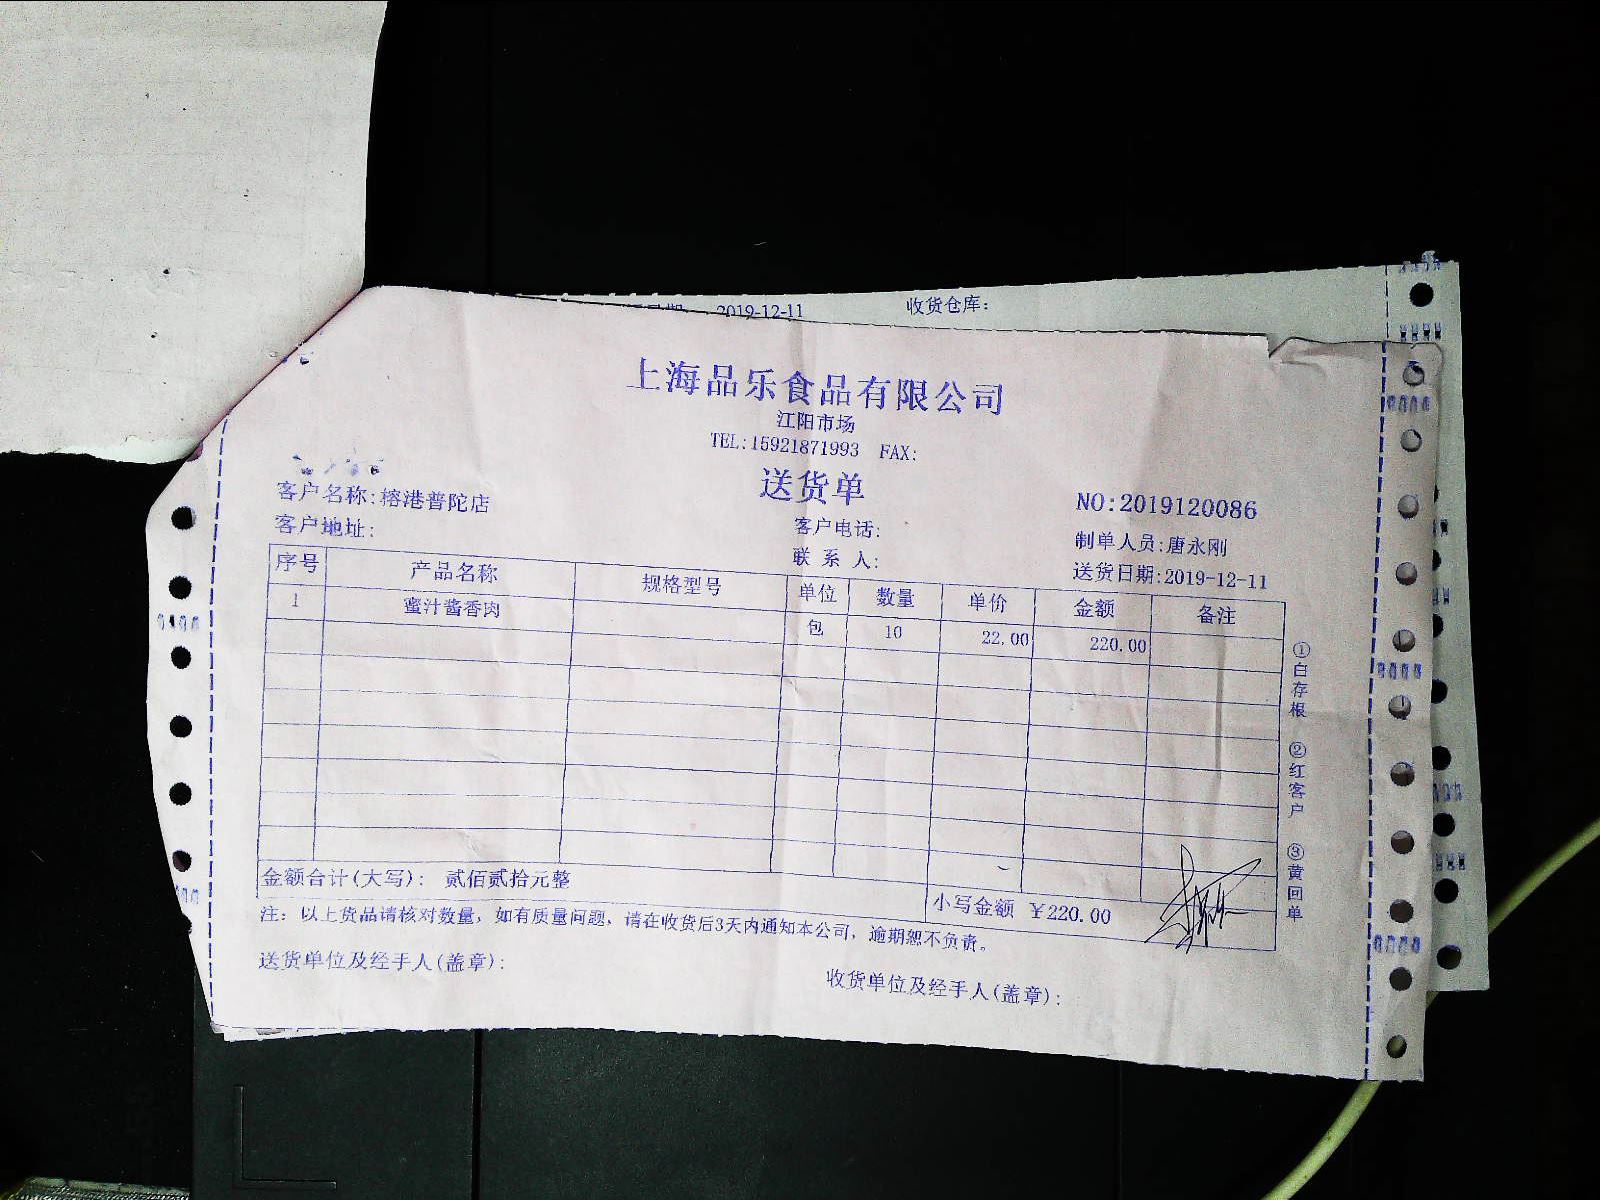 2019-12-11 收货仓库:
上海品乐食品有限公司
江阳市场
TEL:15921871993 FAX:
送货单
客户名称:榕港普陀店 NO:2019120086
客户地址: 客户电话: 制单人员:唐永刚
联 系 人: 送货日期:2019-12-11
序号 产品名称 规格型号 单位 数量 单价 金额 备注
1 蜜汁酱香肉 包 10 22.00 220.00
金额合计(大写): 贰佰贰拾元整 小写金额 ￥220.00
注: 以上货品请核对数量, 如有质量问题, 请在收货后3天内通知本公司, 逾期恕不负责。
送货单位及经手人(盖章): 收货单位及经手人(盖章):
①白存根 ②红客户 ③黄回单